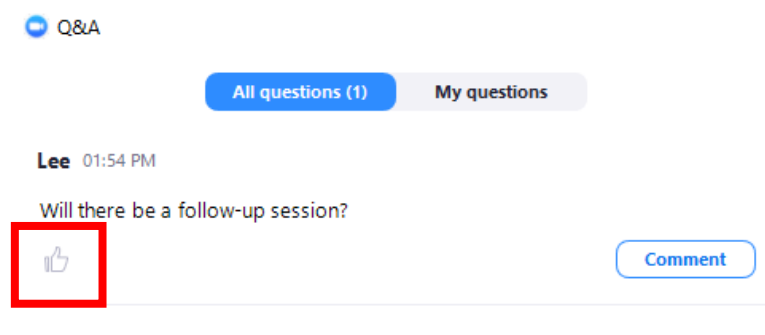 Q&A
All questions (1) My questions
Lee 01:54 PM
Will there be a follow-up session?
Comment